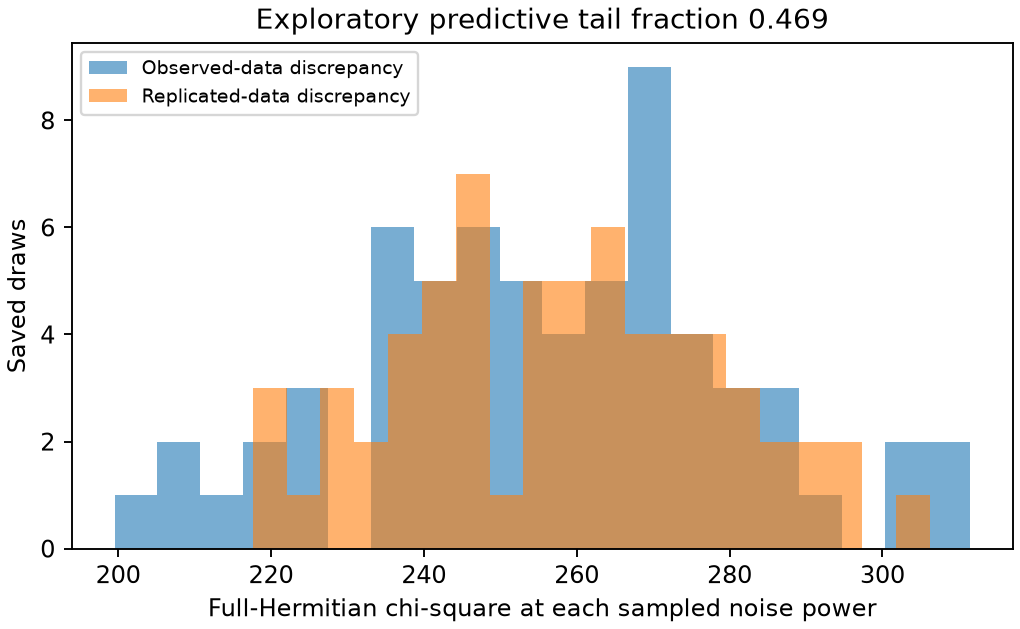 Exploratory predictive tail fraction 0.469
Observed-data discrepancy
Replicated-data discrepancy
8
6
4
2
0
Saved draws
200 220 240 260 280 300
Full-Hermitian chi-square at each sampled noise power